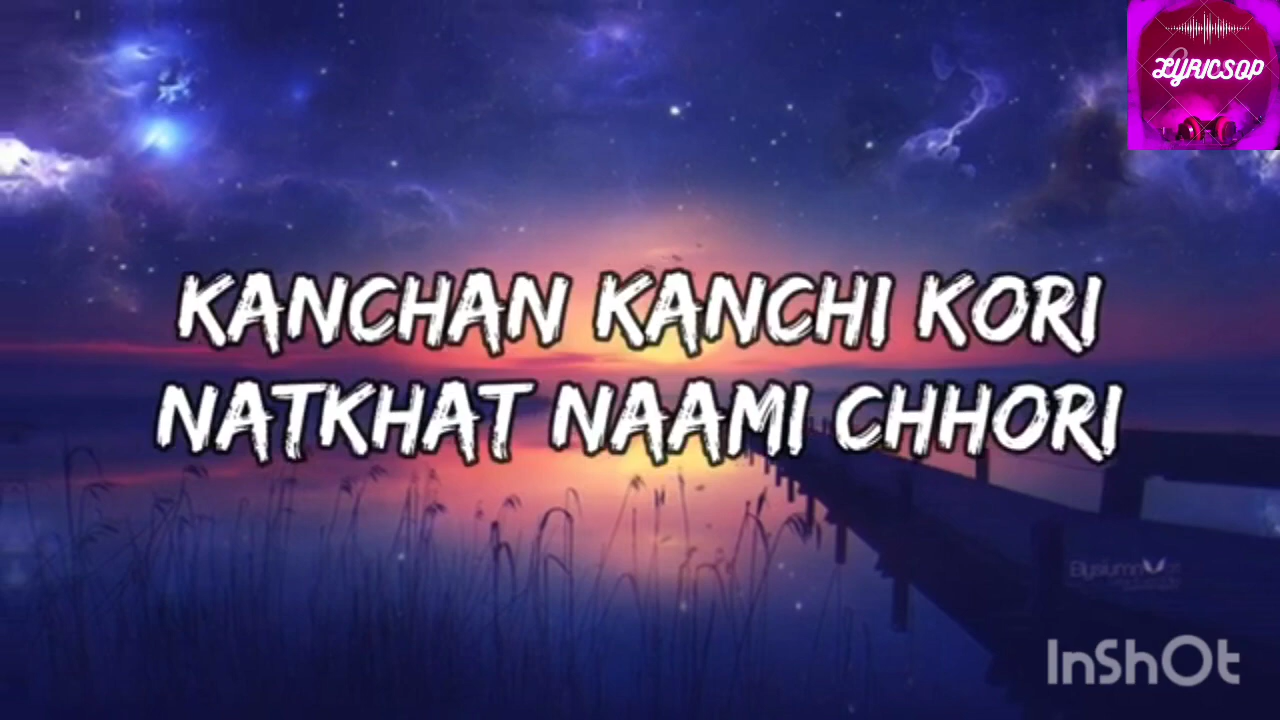 LYRICSOP
KANCHAN KANCHI KORI
NATKHAT NAAMI CHHORI
InShOt